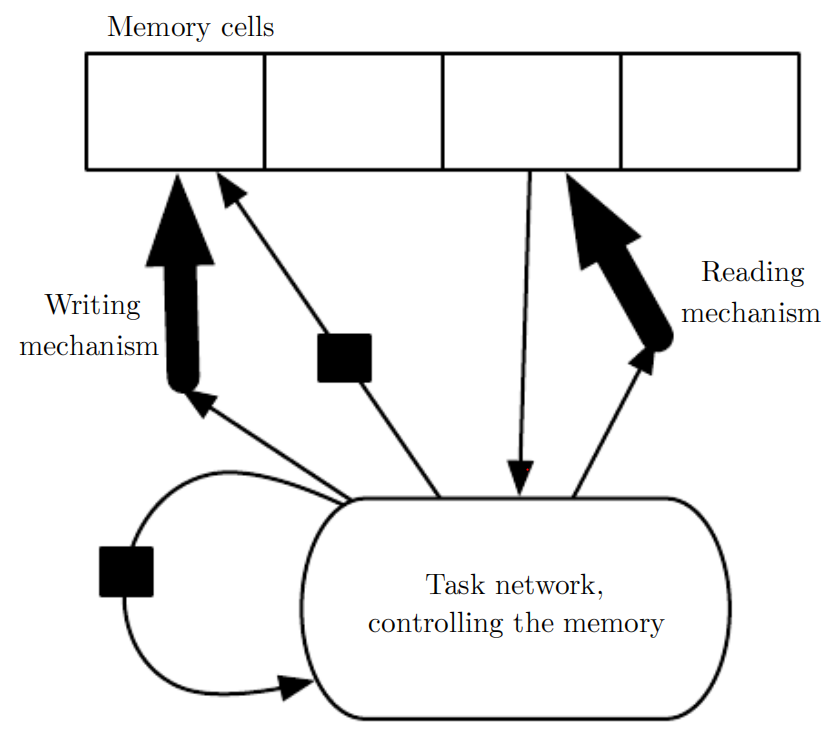 Memory cells
Writing
mechanism
Reading
mechanism
Task network,
controlling the memory